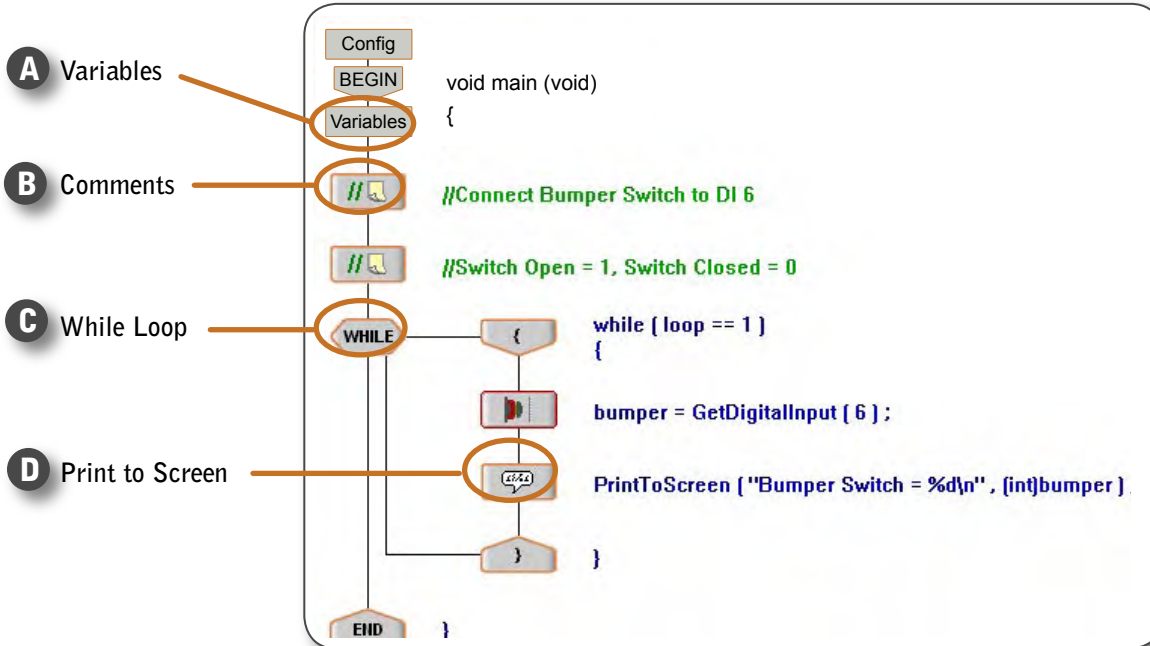 Config
A Variables
BEGIN void main (void)
Variables {
B Comments
// //Connect Bumper Switch to DI 6
// //Switch Open = 1, Switch Closed = 0
C While Loop
WHILE { while ( loop == 1 )
{
bumper = GetDigitalInput ( 6 ) ;
D Print to Screen
PrintToScreen ( "Bumper Switch = %d\n" , (int)bumper )
} }
END }